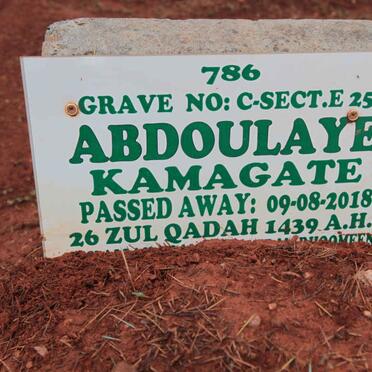 786
GRAVE NO: C-SECT.E 25
ABDOULAYE
KAMAGATE
PASSED AWAY: 09-08-2018
26 ZUL QADAH 1439 A.H.